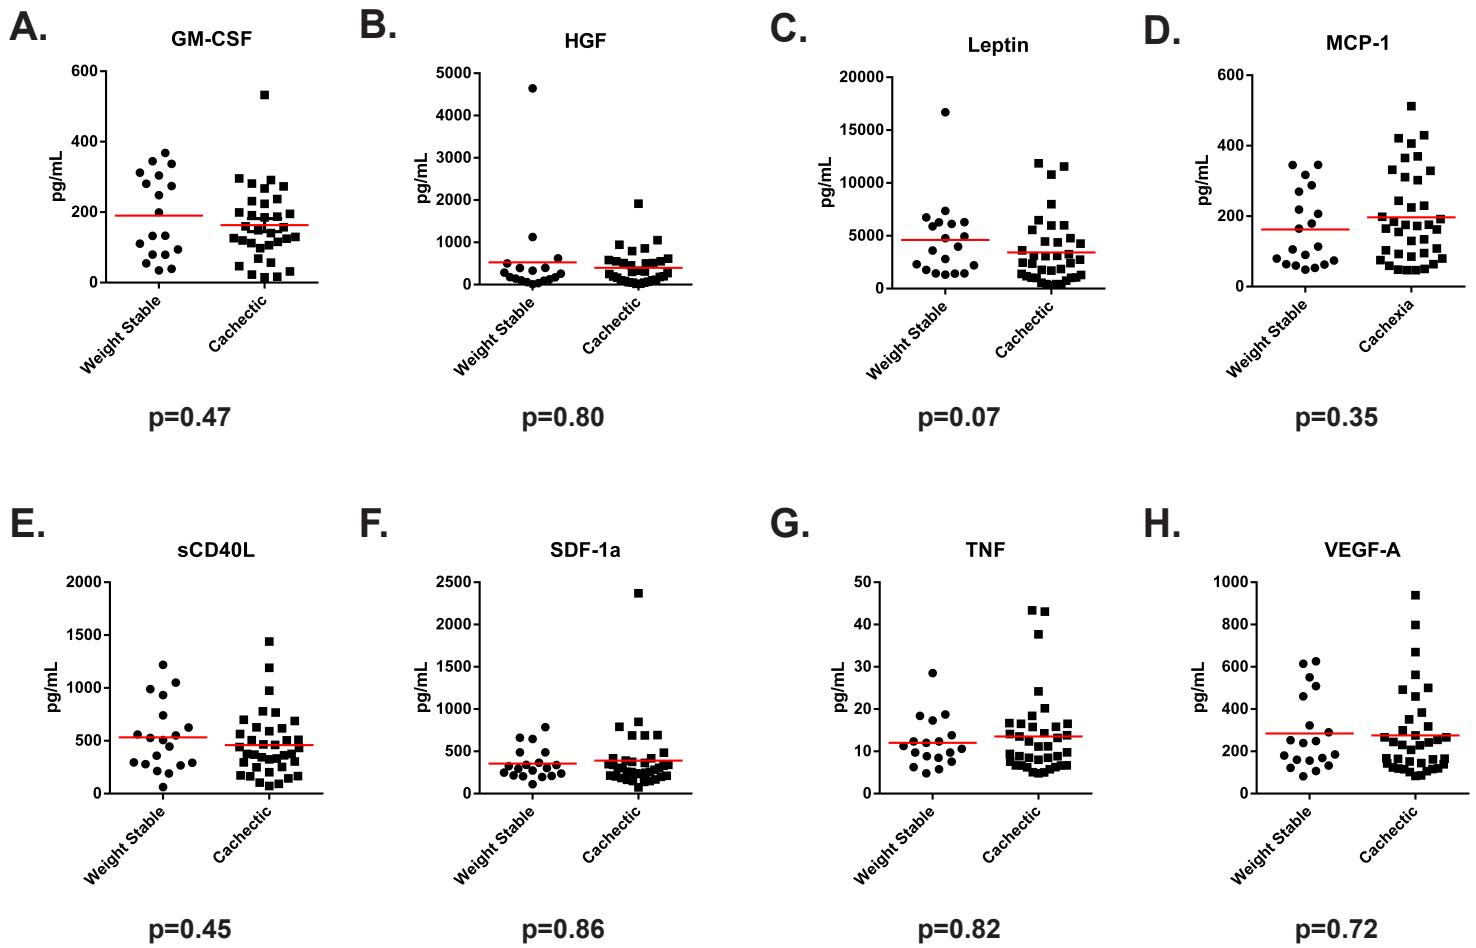 A.
GM-CSF
600
400
200
0
pg/mL
Weight Stable
Cachectic
p=0.47
B.
HGF
5000
4000
3000
2000
1000
0
pg/mL
Weight Stable
Cachectic
p=0.80
C.
Leptin
20000
15000
10000
5000
0
pg/mL
Weight Stable
Cachectic
p=0.07
D.
MCP-1
600
400
200
0
pg/mL
Weight Stable
Cachexia
p=0.35
E.
sCD40L
2000
1500
1000
500
0
pg/mL
Weight Stable
Cachectic
p=0.45
F.
SDF-1a
2500
2000
1500
1000
500
0
pg/mL
Weight Stable
Cachectic
p=0.86
G.
TNF
50
40
30
20
10
0
pg/mL
Weight Stable
Cachectic
p=0.82
H.
VEGF-A
1000
800
600
400
200
0
pg/mL
Weight Stable
Cachectic
p=0.72